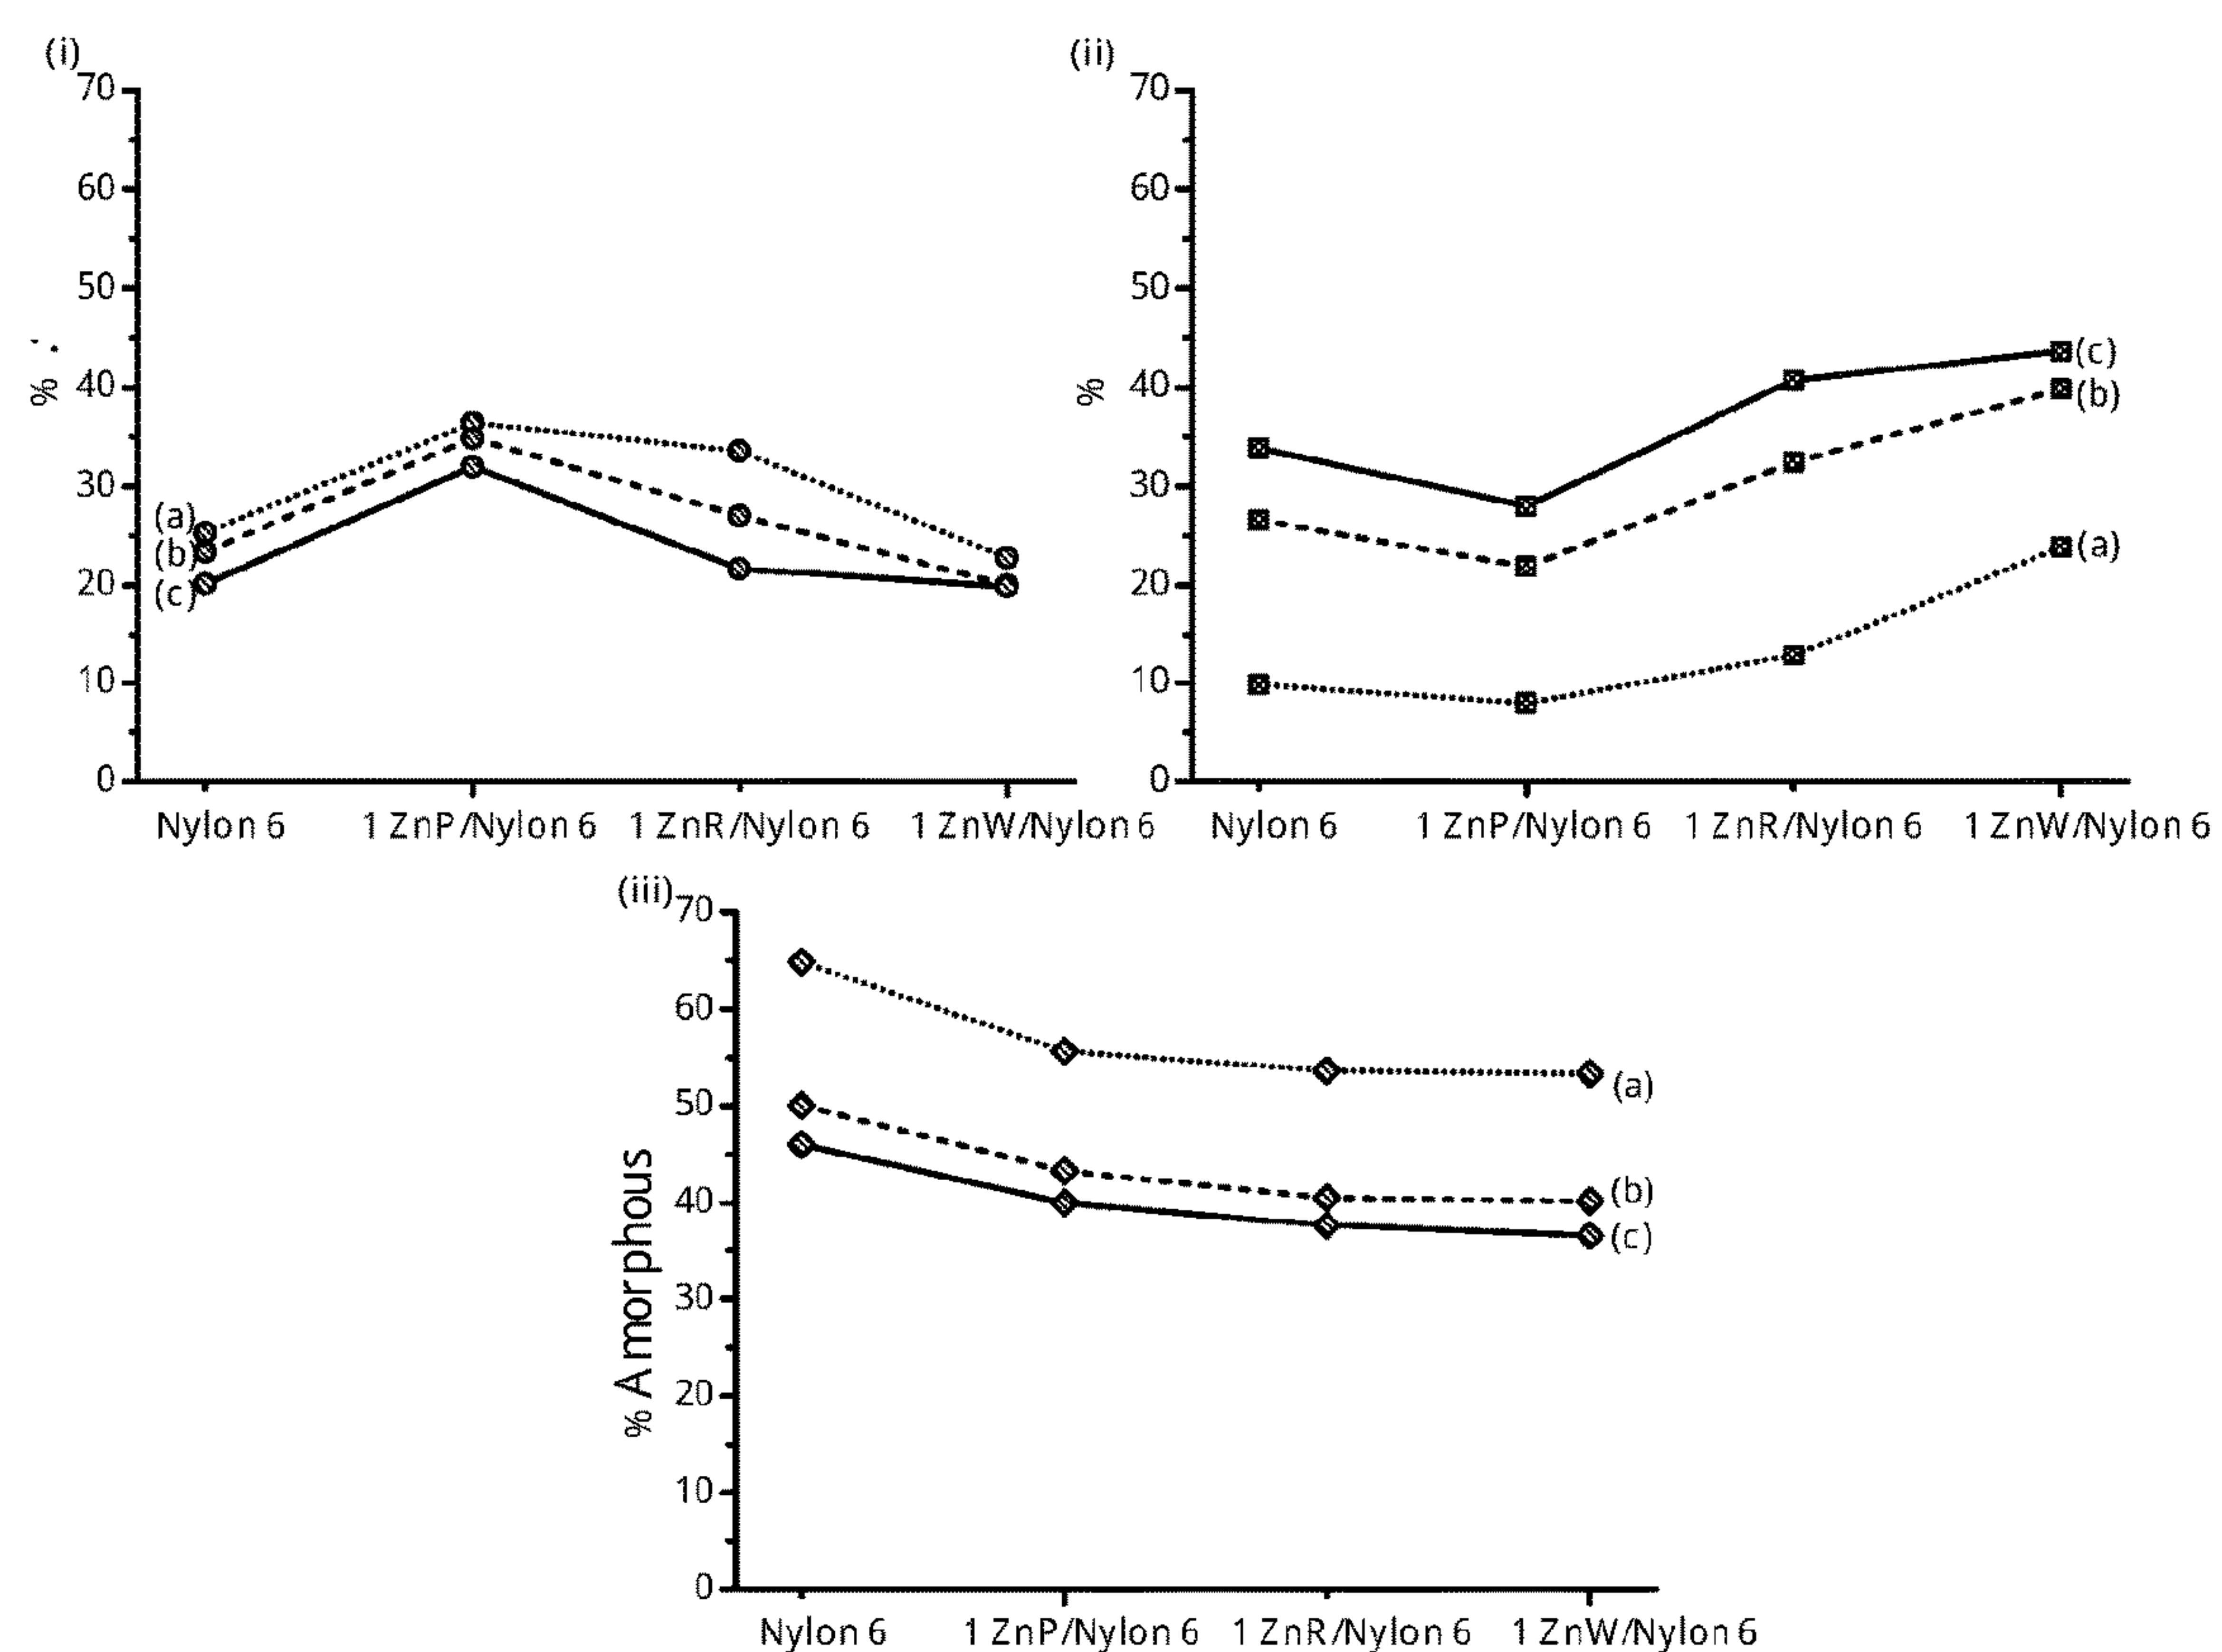 (i)
70
60
50
40
30
20
10
0
%
(a)
(b)
(c)
Nylon 6
1 ZnP/Nylon 6
1 ZnR/Nylon 6
1 ZnW/Nylon 6
(ii)
70
60
50
40
30
20
10
0
%
(c)
(b)
(a)
Nylon 6
1 ZnP/Nylon 6
1 ZnR/Nylon 6
1 ZnW/Nylon 6
(iii)
70
60
50
40
30
20
10
0
% Amorphous
(a)
(b)
(c)
Nylon 6
1 ZnP/Nylon 6
1 ZnR/Nylon 6
1 ZnW/Nylon 6